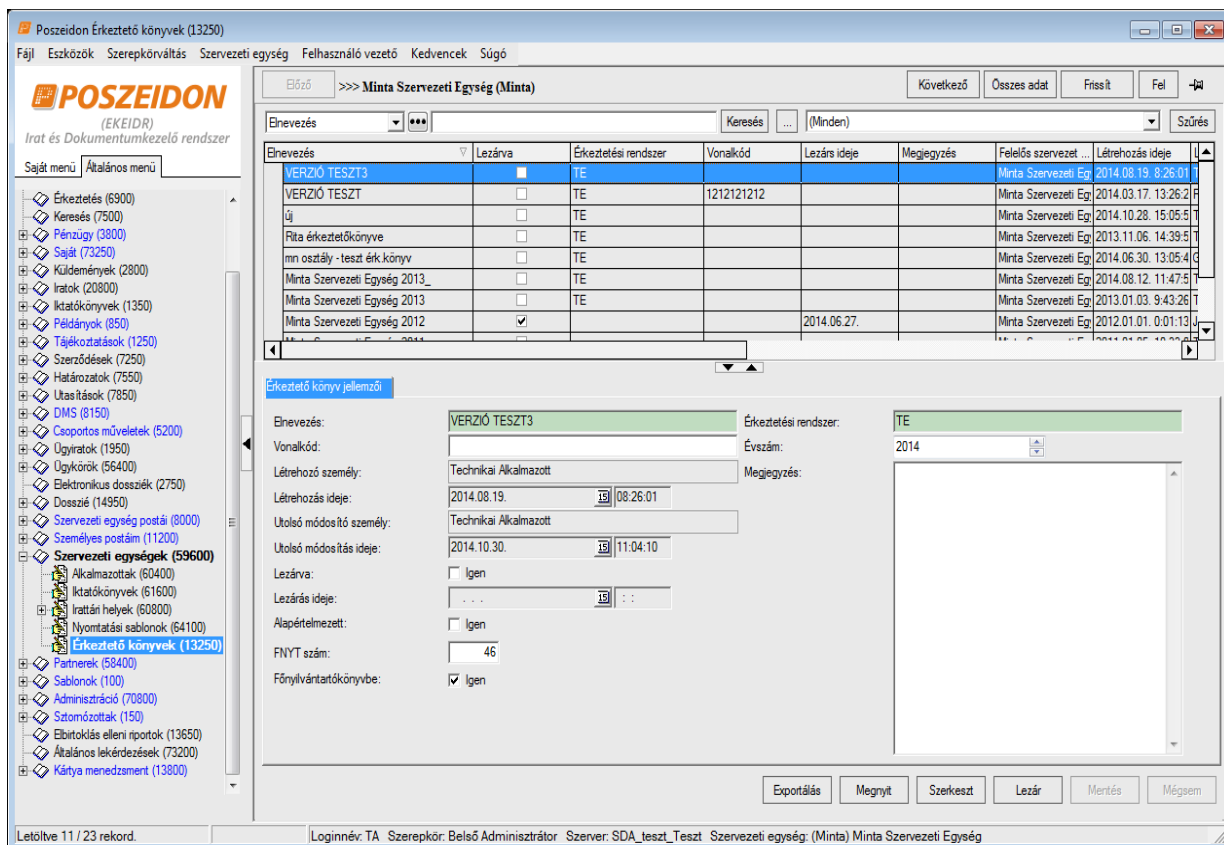 Poszeidon Érkeztető könyvek (13250)
Fájl Eszközök Szerepkörváltás Szervezeti egység Felhasználó vezető Kedvencek Súgó
POSZEIDON
(EKEIDR)
Irat és Dokumentumkezelő rendszer
Saját menü Általános menü
Érkeztetés (6900)
Keresés (7500)
Pénzügy (3800)
Saját (73250)
Küldemények (2800)
Iratok (20800)
Iktatókönyvek (1350)
Példányok (850)
Tájékoztatások (1250)
Szerződések (7250)
Határozatok (7550)
Utasítások (7850)
DMS (8150)
Csoportos műveletek (5200)
Ügyiratok (1950)
Ügykörök (56400)
Elektronikus dossziék (2750)
Dosszié (14950)
Szervezeti egység postái (8000)
Személyes postáim (11200)
Szervezeti egységek (59600)
Alkalmazottak (60400)
Iktatókönyvek (61600)
Irattári helyek (60800)
Nyomtatási sablonok (64100)
Érkeztető könyvek (13250)
Partnerek (58400)
Sablonok (100)
Adminisztráció (70800)
Sztornózottak (150)
Elbirtoklás elleni riportok (13650)
Általános lekérdezések (73200)
Kártya menedzsment (13800)
Előző >>> Minta Szervezeti Egység (Minta) Következő Összes adat Frissít Fel
Elnevezés ••• Keresés ... (Minden) Szűrés
Elnevezés Lezárva Érkeztetési rendszer Vonalkód Lezárs ideje Megjegyzés Felelős szervezet ... Létrehozás ideje
VERZIÓ TESZT3 TE Minta Szervezeti Eg 2014.08.19. 8:26:01
VERZIÓ TESZT TE 1212121212 Minta Szervezeti Eg 2014.03.17. 13:26:2
új TE Minta Szervezeti Eg 2014.10.28. 15:05:5
Rita érkeztetőkönyve TE Minta Szervezeti Eg 2013.11.06. 14:39:5
mn osztály - teszt érk.könyv TE Minta Szervezeti Eg 2014.06.30. 13:05:4
Minta Szervezeti Egység 2013_ TE Minta Szervezeti Eg 2014.08.12. 11:47:5
Minta Szervezeti Egység 2013 TE Minta Szervezeti Eg 2013.01.03. 9:43:26
Minta Szervezeti Egység 2012 2014.06.27. Minta Szervezeti Eg 2012.01.01. 0:01:13
Érkeztető könyv jellemzői
Elnevezés: VERZIÓ TESZT3 Érkeztetési rendszer: TE
Vonalkód: Évszám: 2014
Létrehozó személy: Technikai Alkalmazott Megjegyzés:
Létrehozás ideje: 2014.08.19. 15 08:26:01
Utolsó módosító személy: Technikai Alkalmazott
Utolsó módosítás ideje: 2014.10.30. 15 11:04:10
Lezárva: Igen
Lezárás ideje: . . . 15 : :
Alapértelmezett: Igen
FNYT szám: 46
Főnyilvántartókönyvbe: Igen
Exportálás Megnyit Szerkeszt Lezár Mentés Mégsem
Letöltve 11 / 23 rekord. Loginnév: TA Szerepkör: Belső Adminisztrátor Szerver: SDA_teszt_Teszt Szervezeti egység: (Minta) Minta Szervezeti Egység